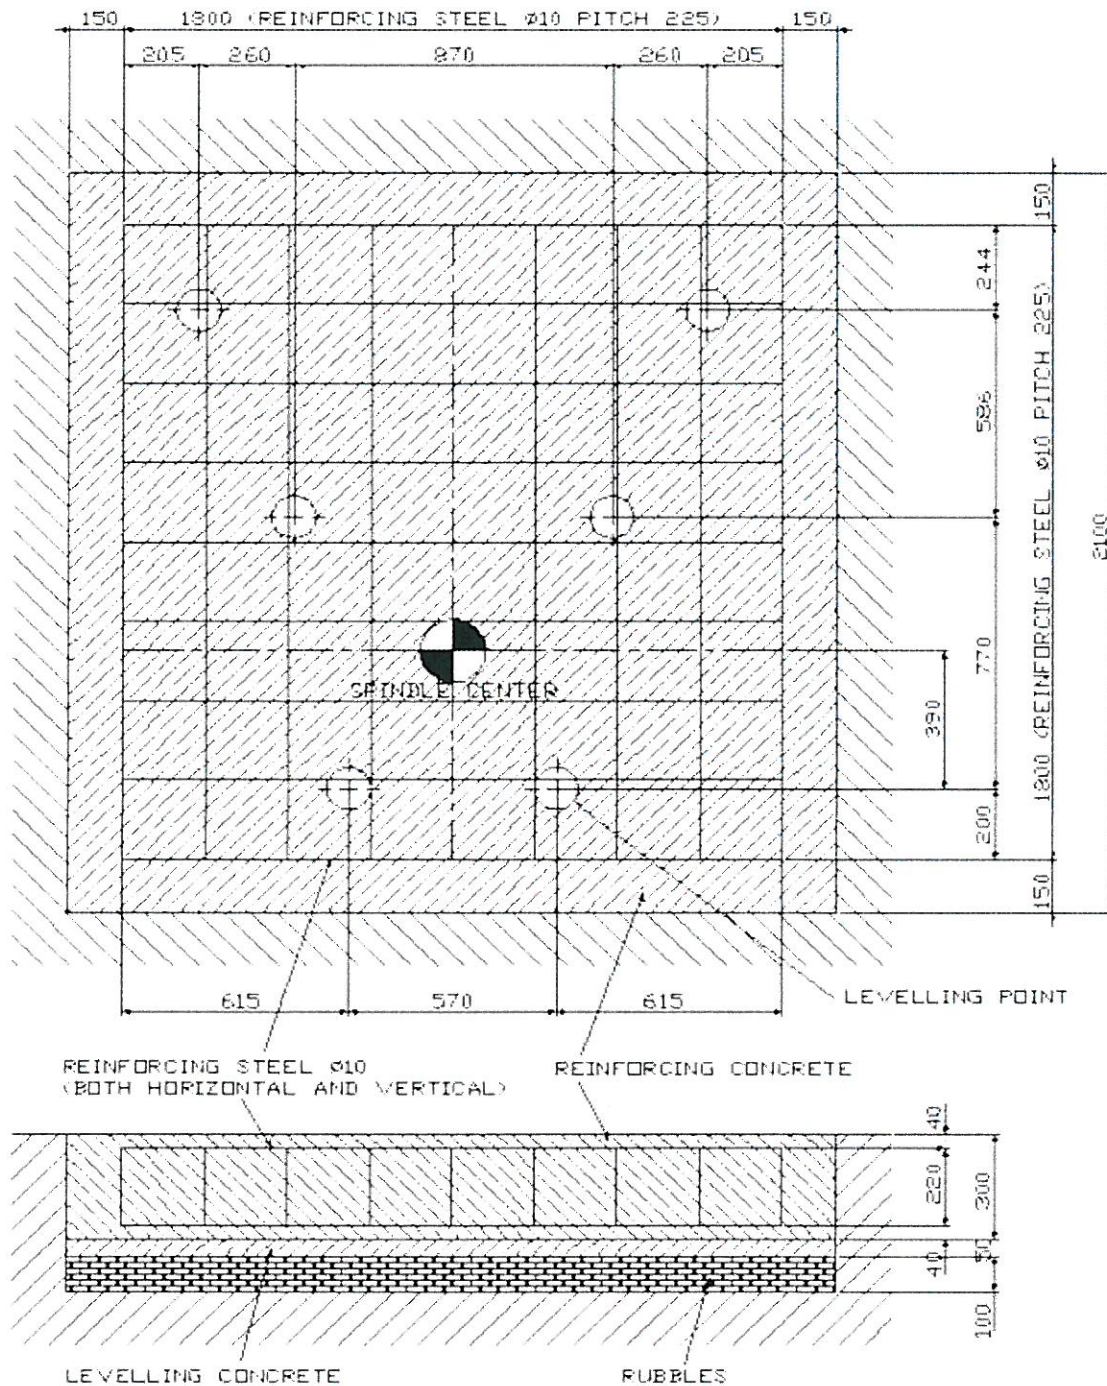 150 1800 (REINFORCING STEEL Ø10 PITCH 225) 150
205 260 870 260 205
150
244
586
1800 (REINFORCING STEEL Ø10 PITCH 225)
2100
770
390
SPINDLE CENTER
200
150
615 570 615
LEVELLING POINT
REINFORCING STEEL Ø10
(BOTH HORIZONTAL AND VERTICAL)
REINFORCING CONCRETE
40
220
300
40
50
100
LEVELLING CONCRETE
RUBBLES